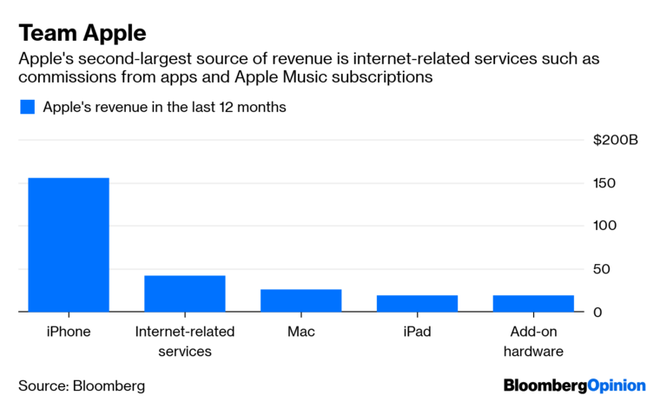 Team Apple
Apple's second-largest source of revenue is internet-related services such as
commissions from apps and Apple Music subscriptions
Apple's revenue in the last 12 months
$200B
150
100
50
0
iPhone
Internet-related
services
Mac
iPad
Add-on
hardware
Source: Bloomberg
BloombergOpinion